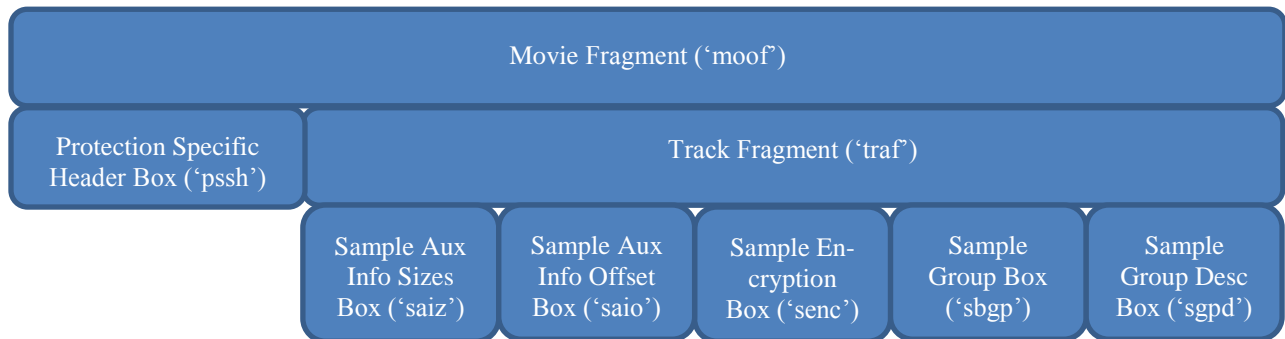 Movie Fragment (‘moof’)
Protection Specific
Header Box (‘pssh’)
Track Fragment (‘traf’)
Sample Aux
Info Sizes
Box (‘saiz’)
Sample Aux
Info Offset
Box (‘saio’)
Sample En-
cryption
Box (‘senc’)
Sample
Group Box
(‘sbgp’)
Sample
Group Desc
Box (‘sgpd’)